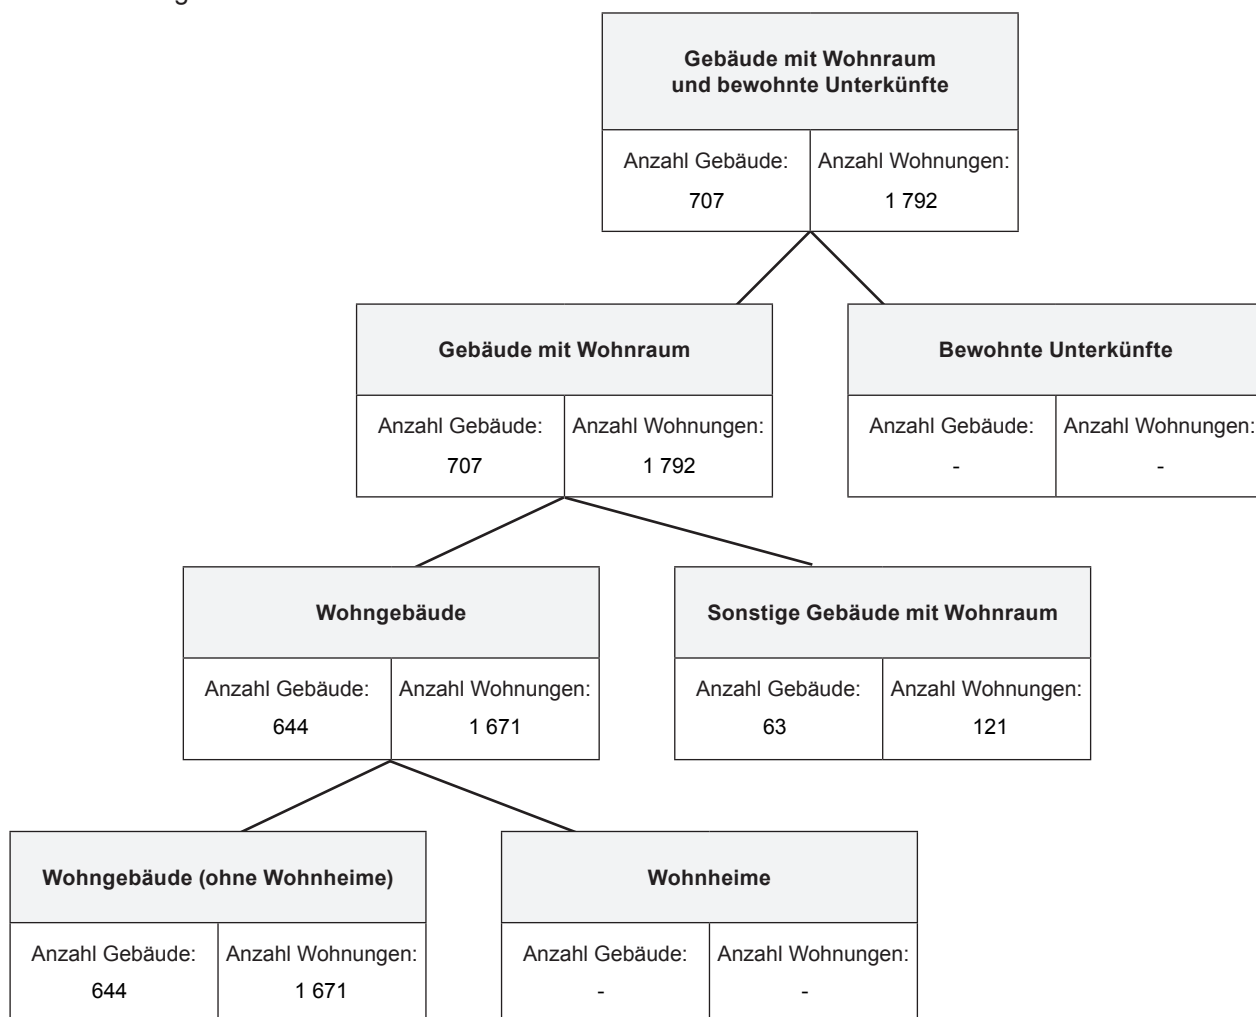 Gebäude mit Wohnraum
und bewohnte Unterkünfte
Anzahl Gebäude: Anzahl Wohnungen:
707 1 792
Gebäude mit Wohnraum Bewohnte Unterkünfte
Anzahl Gebäude: Anzahl Wohnungen: Anzahl Gebäude: Anzahl Wohnungen:
707 1 792 - -
Wohngebäude Sonstige Gebäude mit Wohnraum
Anzahl Gebäude: Anzahl Wohnungen: Anzahl Gebäude: Anzahl Wohnungen:
644 1 671 63 121
Wohngebäude (ohne Wohnheime) Wohnheime
Anzahl Gebäude: Anzahl Wohnungen: Anzahl Gebäude: Anzahl Wohnungen:
644 1 671 - -